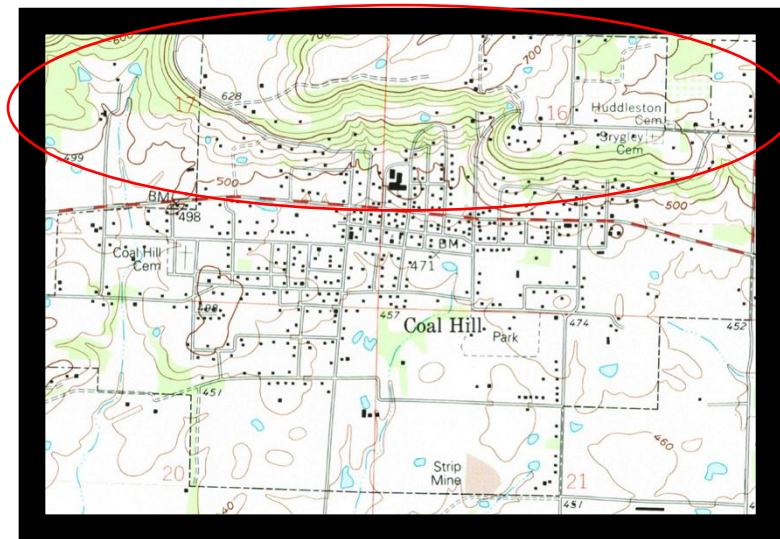 600
700
700
628
17
16
Huddleston
Cem
Brygley
Cem
499
500
500
BM
498
BM
471
Coal Hill
Cem
498
457
Coal Hill
Park
474
452
451
460
Strip
Mine
20
21
451